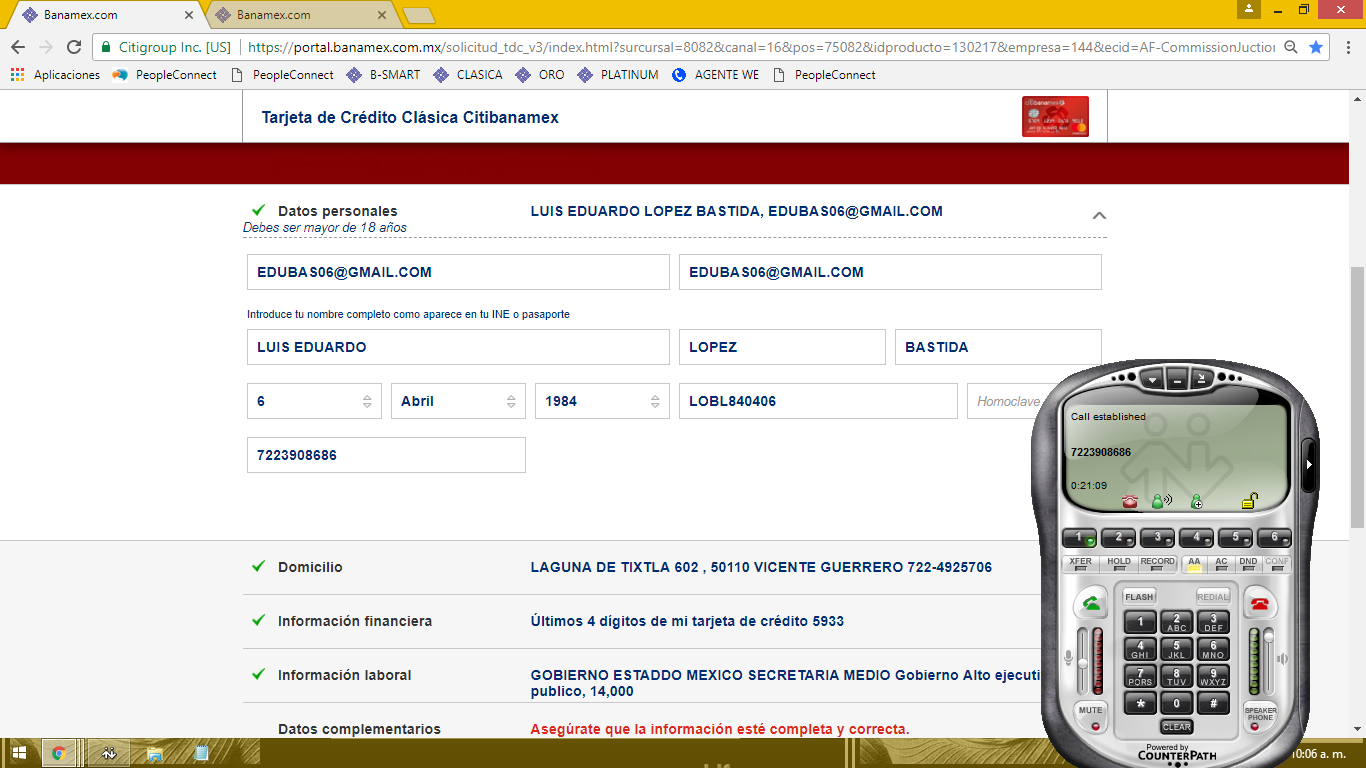 Banamex.com
Banamex.com
Citigroup Inc. [US]
https://portal.banamex.com.mx/solicitud_tdc_v3/index.html?surcursal=8082&canal=16&pos=75082&idproducto=130217&empresa=144&ecid=AF-CommissionJuction
Aplicaciones
PeopleConnect
PeopleConnect
B-SMART
CLASICA
ORO
PLATINUM
AGENTE WE
PeopleConnect
Tarjeta de Crédito Clásica Citibanamex
Datos personales
LUIS EDUARDO LOPEZ BASTIDA, EDUBAS06@GMAIL.COM
Debes ser mayor de 18 años
EDUBAS06@GMAIL.COM
EDUBAS06@GMAIL.COM
Introduce tu nombre completo como aparece en tu INE o pasaporte
LUIS EDUARDO
LOPEZ
BASTIDA
6
Abril
1984
LOBL840406
Homoclave
7223908686
Domicilio
LAGUNA DE TIXTLA 602 , 50110 VICENTE GUERRERO 722-4925706
Información financiera
Últimos 4 dígitos de mi tarjeta de crédito 5933
Información laboral
GOBIERNO ESTADDO MEXICO SECRETARIA MEDIO Gobierno Alto ejecuti
publico, 14,000
Datos complementarios
Asegúrate que la información esté completa y correcta.
Call established
7223908686
0:21:09
1 2 3 4 5 6
XFER HOLD RECORD AA AC DND CONF
FLASH
REDIAL
1 2 ABC 3 DEF
4 GHI 5 JKL 6 MNO
7 PQRS 8 TUV 9 WXYZ
* 0 #
MUTE
CLEAR
SPEAKER
PHONE
Powered by
COUNTERPATH
10:06 a. m.